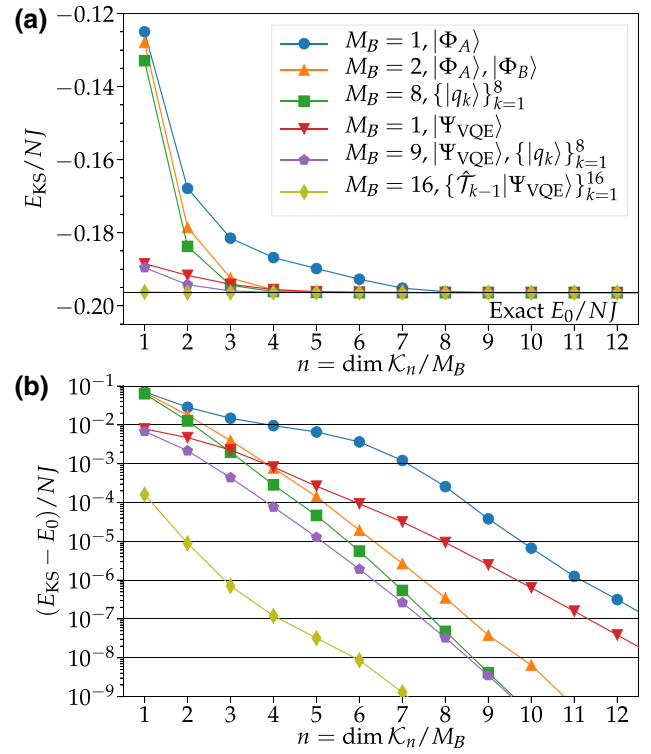 (a)
−0.12
−0.14
−0.16
−0.18
−0.20
E_KS/NJ
M_B = 1, |Φ_A⟩
M_B = 2, |Φ_A⟩, |Φ_B⟩
M_B = 8, {|q_k⟩}_{k=1}^8
M_B = 1, |Ψ_VQE⟩
M_B = 9, |Ψ_VQE⟩, {|q_k⟩}_{k=1}^8
M_B = 16, {𝒯̂_{k−1}|Ψ_VQE⟩}_{k=1}^{16}
Exact E_0/NJ
1 2 3 4 5 6 7 8 9 10 11 12
n = dim 𝒦_n/M_B
(b)
10^{−1}
10^{−2}
10^{−3}
10^{−4}
10^{−5}
10^{−6}
10^{−7}
10^{−8}
10^{−9}
(E_KS − E_0)/NJ
1 2 3 4 5 6 7 8 9 10 11 12
n = dim 𝒦_n/M_B